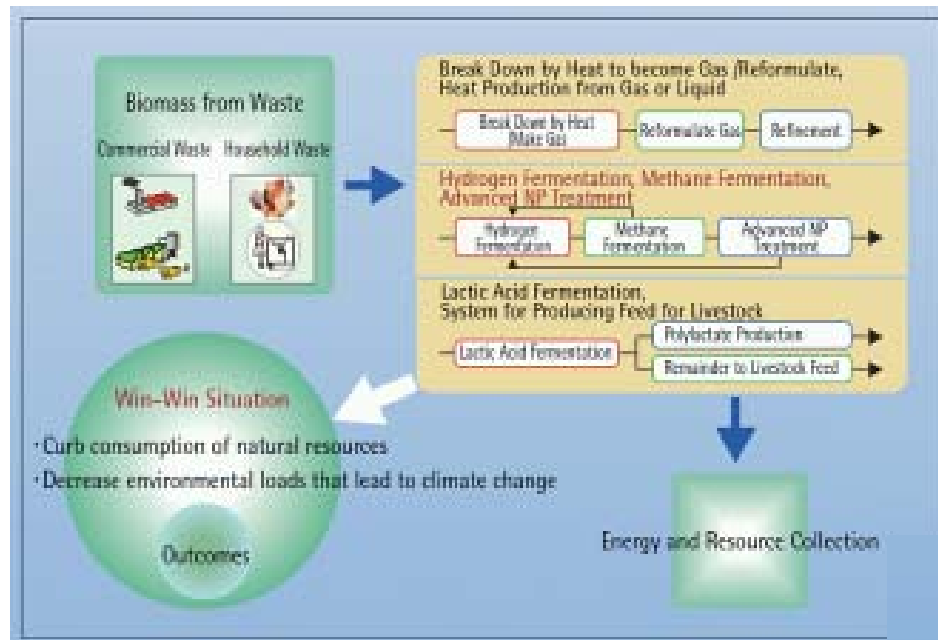 Biomass from Waste
Commercial Waste Household Waste
Break Down by Heat to become Gas /Reformulate,
Heat Production from Gas or Liquid
Break Down by Heat
/Make Gas
Reformulate Gas
Refinement
Hydrogen Fermentation, Methane Fermentation,
Advanced NP Treatment
Hydrogen
Fermentation
Methane
Fermentation
Advanced NP
Treatment
Lactic Acid Fermentation,
System for Producing Feed for Livestock
Lactic Acid Fermentation
Polylactate Production
Remainder to Livestock Feed
Win-Win Situation
・Curb consumption of natural resources
・Decrease environmental loads that lead to climate change
Outcomes
Energy and Resource Collection